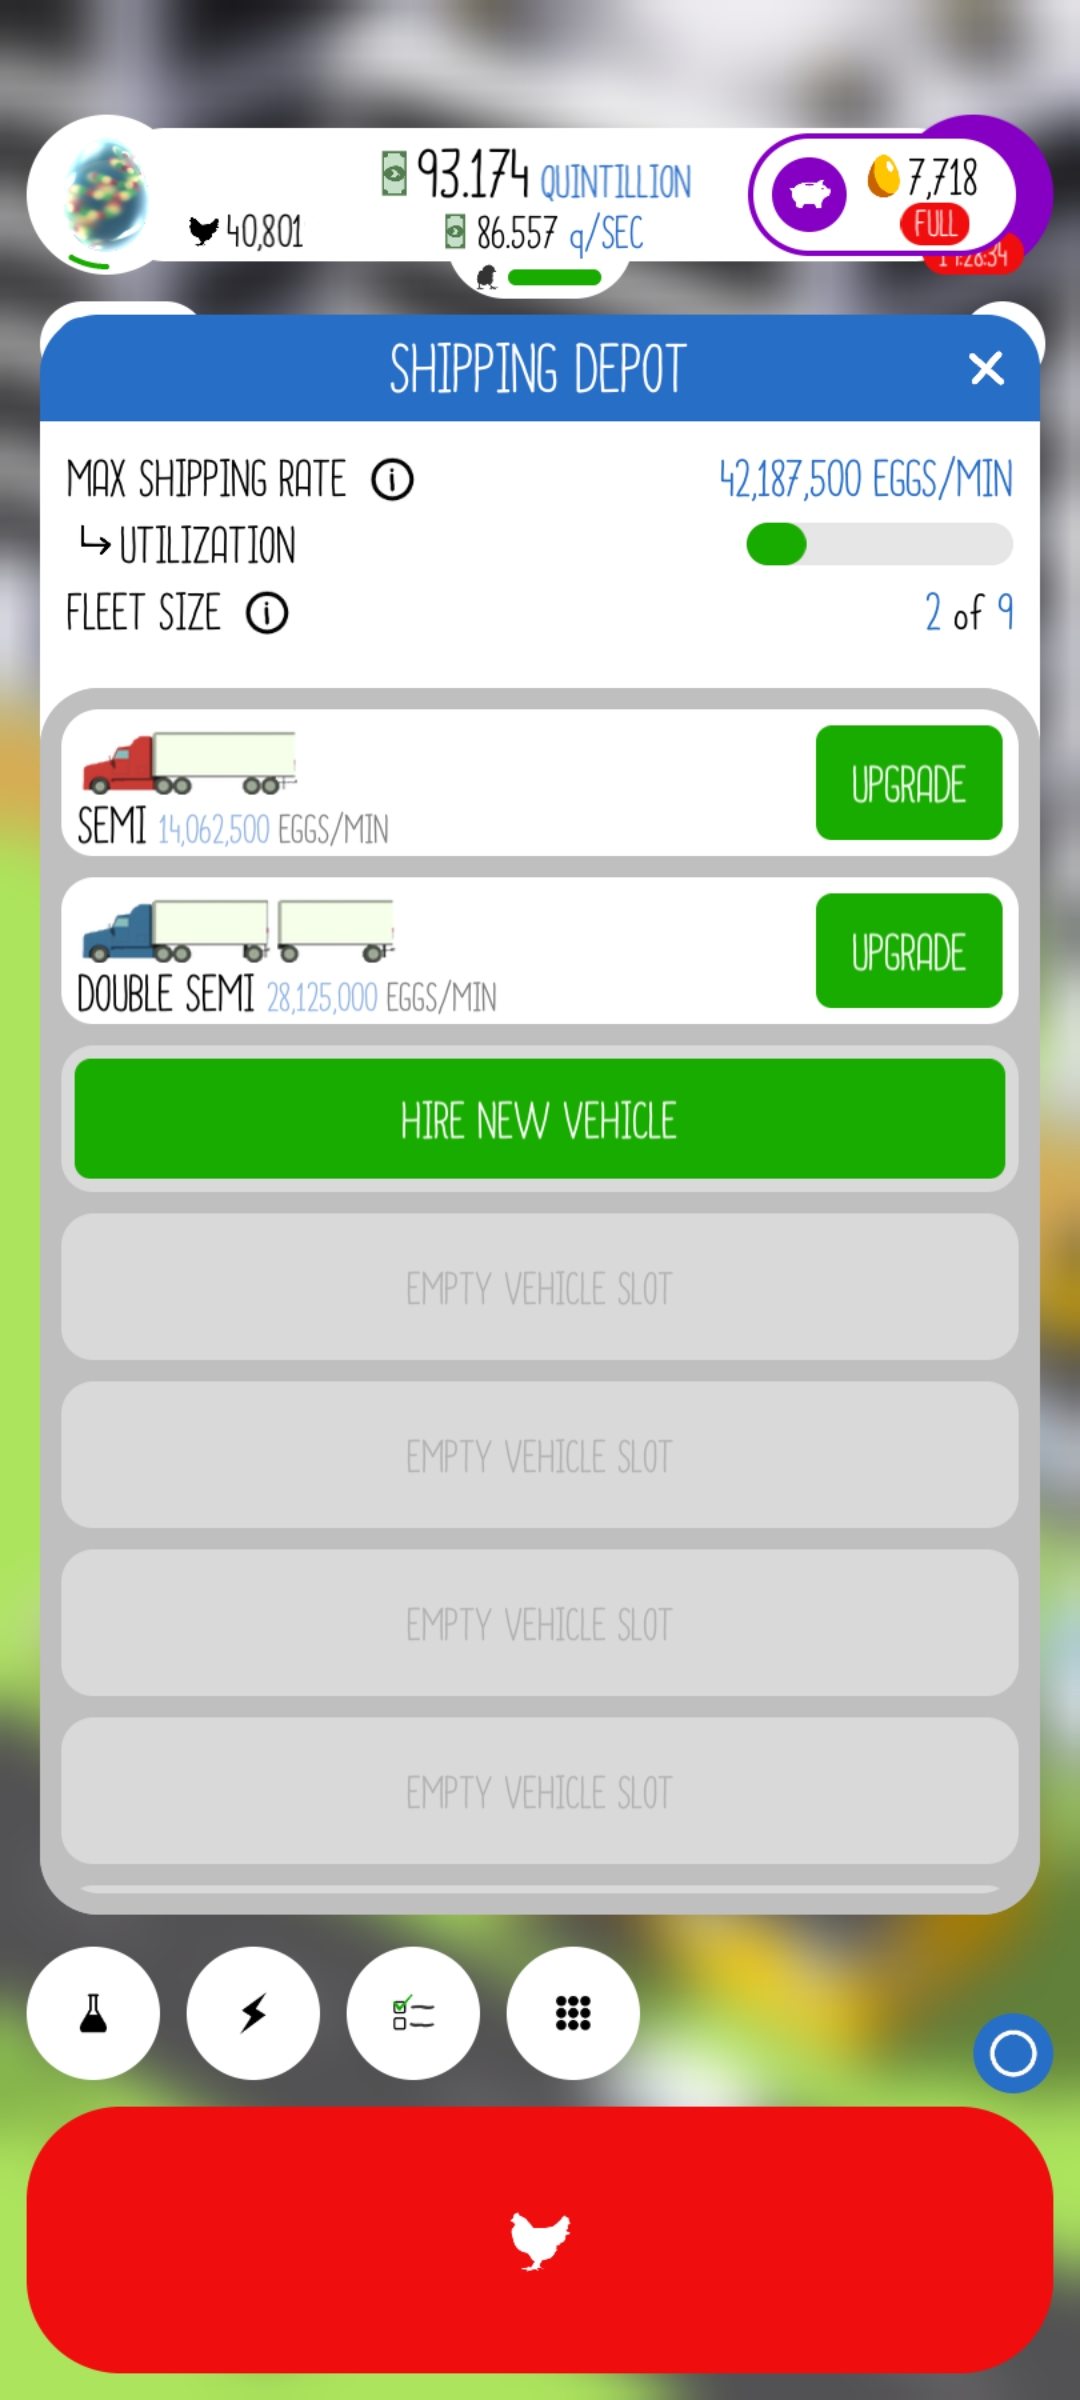 93.174 QUINTILLION
40,801
86.557 q/SEC
7,718
FULL
SHIPPING DEPOT
MAX SHIPPING RATE
42,187,500 EGGS/MIN
UTILIZATION
FLEET SIZE
2 of 9
SEMI 14,062,500 EGGS/MIN
UPGRADE
DOUBLE SEMI 28,125,000 EGGS/MIN
UPGRADE
HIRE NEW VEHICLE
EMPTY VEHICLE SLOT
EMPTY VEHICLE SLOT
EMPTY VEHICLE SLOT
EMPTY VEHICLE SLOT